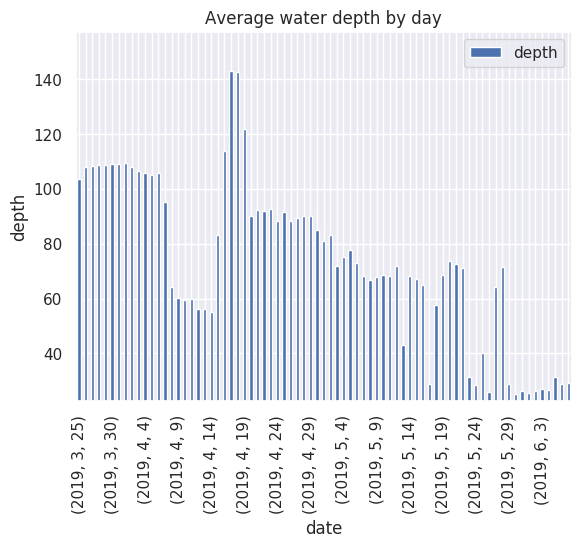 Average water depth by day
depth
140
120
100
80
60
40
depth
(2019, 3, 25)
(2019, 3, 30)
(2019, 4, 4)
(2019, 4, 9)
(2019, 4, 14)
(2019, 4, 19)
(2019, 4, 24)
(2019, 4, 29)
(2019, 5, 4)
(2019, 5, 9)
(2019, 5, 14)
(2019, 5, 19)
(2019, 5, 24)
(2019, 5, 29)
(2019, 6, 3)
date